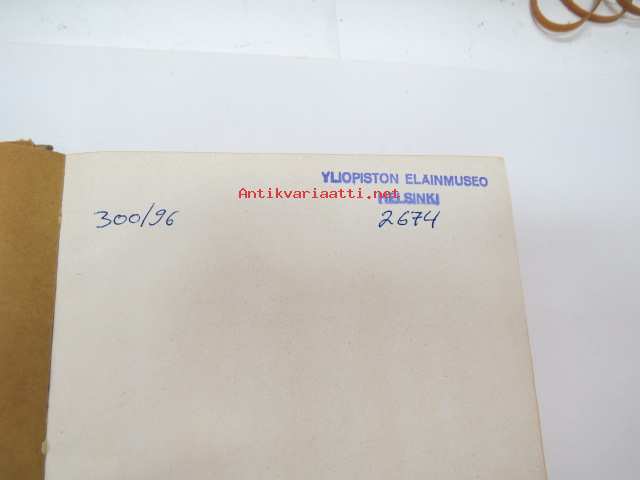 YLIOPISTON ELAINMUSEO
Antikvariaatti.net
HELSINKI
300/96
2674